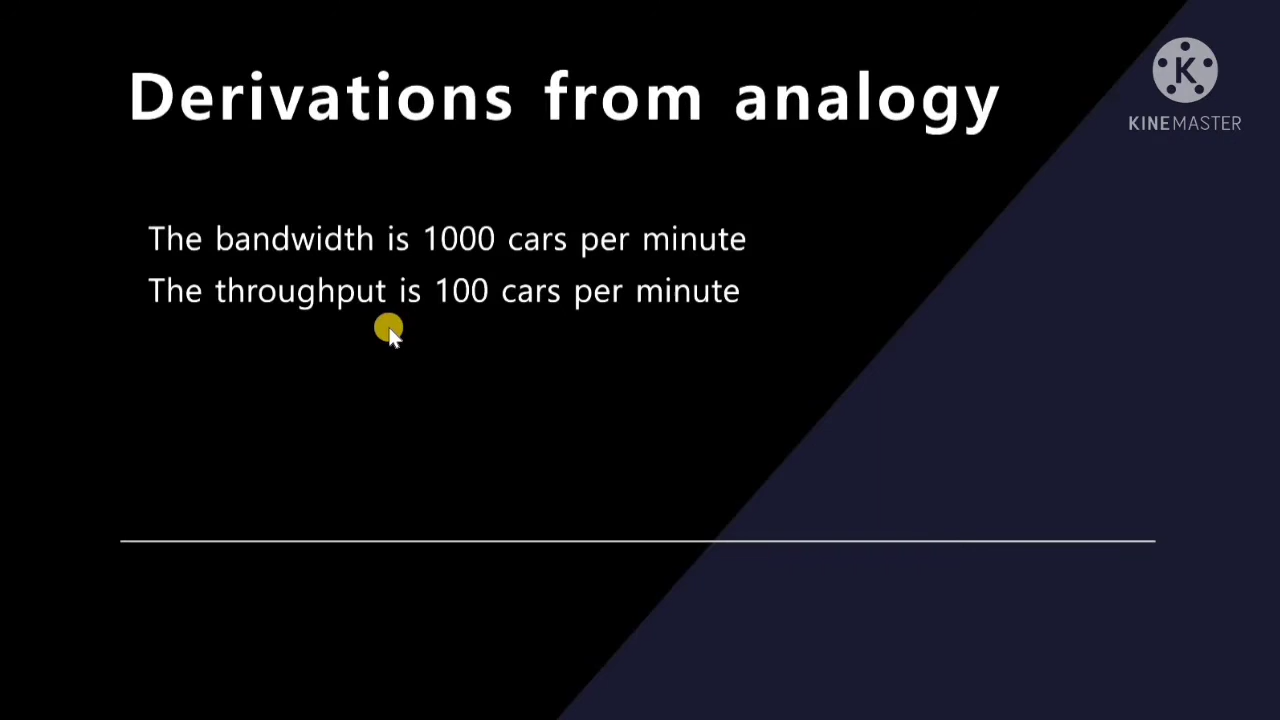 Derivations from analogy
K
KINEMASTER
The bandwidth is 1000 cars per minute
The throughput is 100 cars per minute